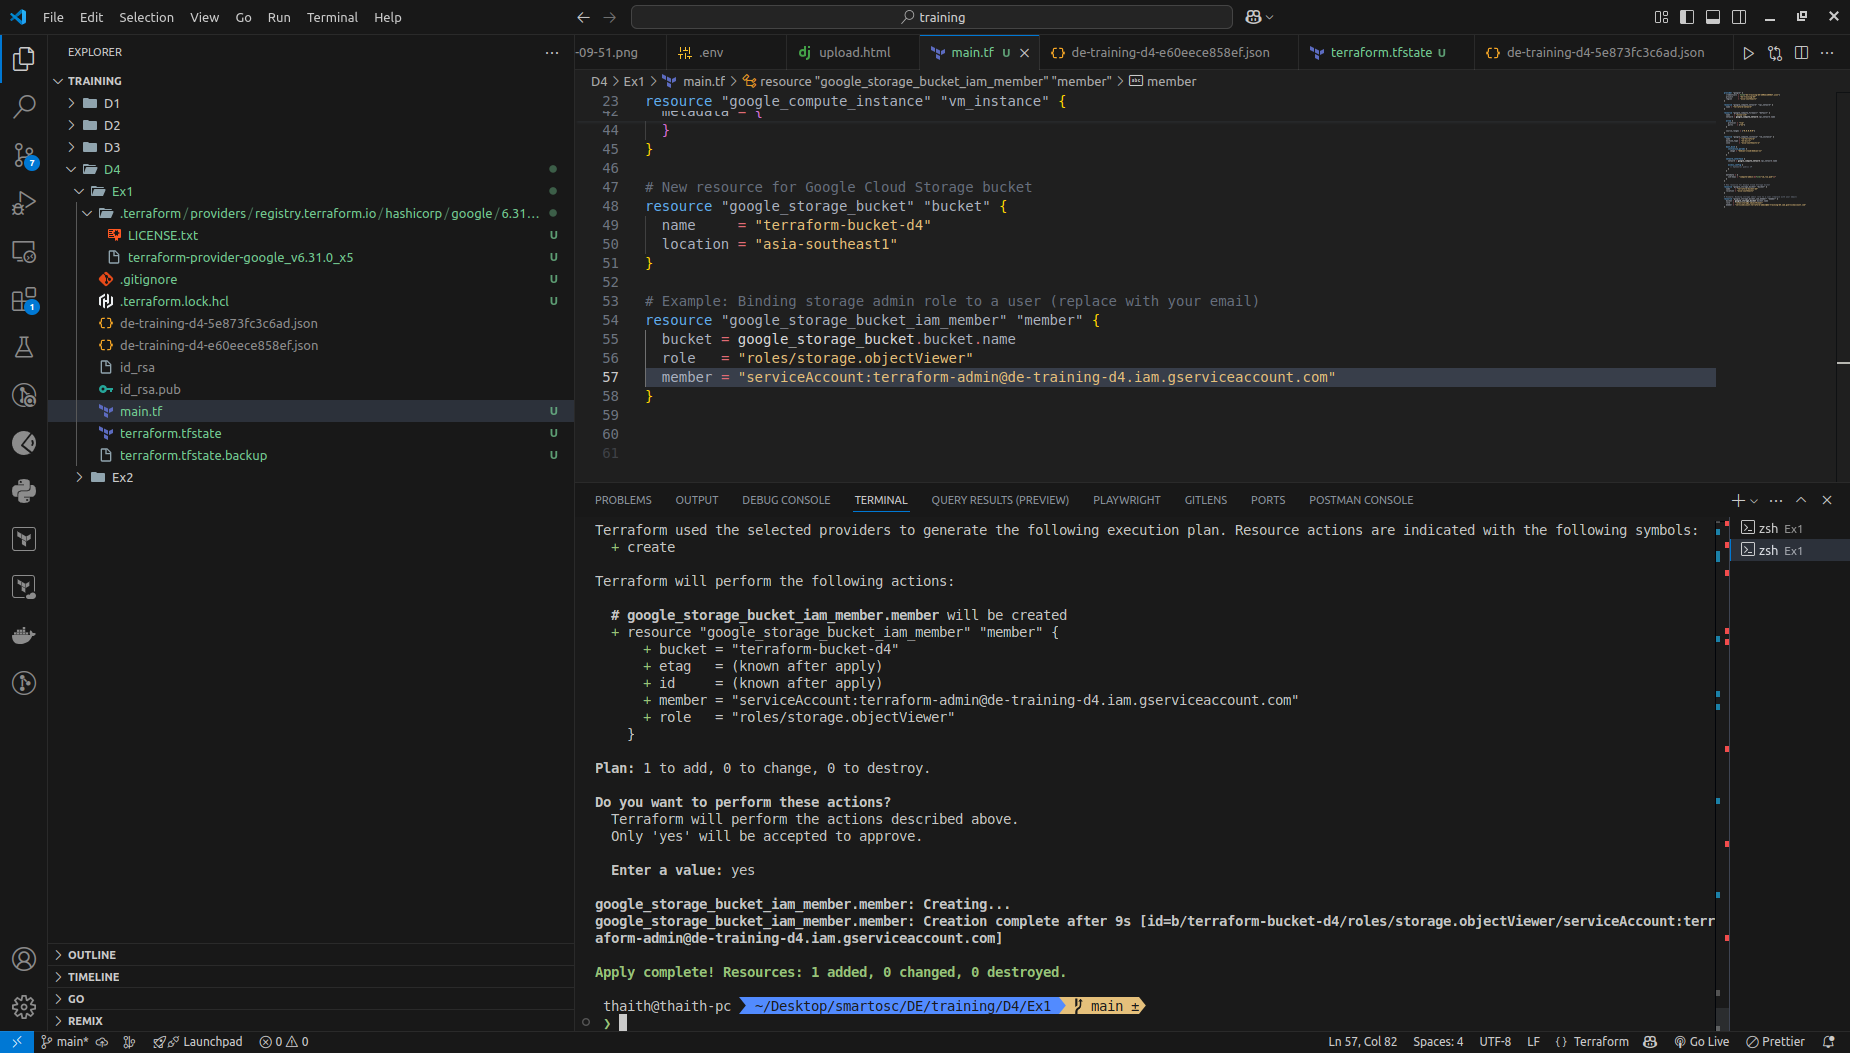 File Edit Selection View Go Run Terminal Help
training
EXPLORER
TRAINING
D1
D2
D3
D4
Ex1
.terraform/providers/registry.terraform.io/hashicorp/google/6.31...
LICENSE.txt U
terraform-provider-google_v6.31.0_x5 U
.gitignore U
.terraform.lock.hcl U
de-training-d4-5e873fc3c6ad.json
de-training-d4-e60eece858ef.json
id_rsa
id_rsa.pub
main.tf U
terraform.tfstate U
terraform.tfstate.backup U
Ex2
OUTLINE
TIMELINE
GO
REMIX
7
1
-09-51.png .env upload.html main.tf U de-training-d4-e60eece858ef.json terraform.tfstate U de-training-d4-5e873fc3c6ad.json
D4 > Ex1 > main.tf > resource "google_storage_bucket_iam_member" "member" > member
23 resource "google_compute_instance" "vm_instance" {
42 metadata = {
44 }
45 }
46
47 # New resource for Google Cloud Storage bucket
48 resource "google_storage_bucket" "bucket" {
49 name = "terraform-bucket-d4"
50 location = "asia-southeast1"
51 }
52
53 # Example: Binding storage admin role to a user (replace with your email)
54 resource "google_storage_bucket_iam_member" "member" {
55 bucket = google_storage_bucket.bucket.name
56 role = "roles/storage.objectViewer"
57 member = "serviceAccount:terraform-admin@de-training-d4.iam.gserviceaccount.com"
58 }
59
60
61
PROBLEMS OUTPUT DEBUG CONSOLE TERMINAL QUERY RESULTS (PREVIEW) PLAYWRIGHT GITLENS PORTS POSTMAN CONSOLE
zsh Ex1
zsh Ex1
Terraform used the selected providers to generate the following execution plan. Resource actions are indicated with the following symbols:
+ create
Terraform will perform the following actions:
# google_storage_bucket_iam_member.member will be created
+ resource "google_storage_bucket_iam_member" "member" {
+ bucket = "terraform-bucket-d4"
+ etag = (known after apply)
+ id = (known after apply)
+ member = "serviceAccount:terraform-admin@de-training-d4.iam.gserviceaccount.com"
+ role = "roles/storage.objectViewer"
}
Plan: 1 to add, 0 to change, 0 to destroy.
Do you want to perform these actions?
Terraform will perform the actions described above.
Only 'yes' will be accepted to approve.
Enter a value: yes
google_storage_bucket_iam_member.member: Creating...
google_storage_bucket_iam_member.member: Creation complete after 9s [id=b/terraform-bucket-d4/roles/storage.objectViewer/serviceAccount:terr
aform-admin@de-training-d4.iam.gserviceaccount.com]
Apply complete! Resources: 1 added, 0 changed, 0 destroyed.
thaith@thaith-pc ~/Desktop/smartosc/DE/training/D4/Ex1 main ±
❯
main* Launchpad 0 0 Ln 57, Col 82 Spaces: 4 UTF-8 LF { } Terraform Go Live Prettier